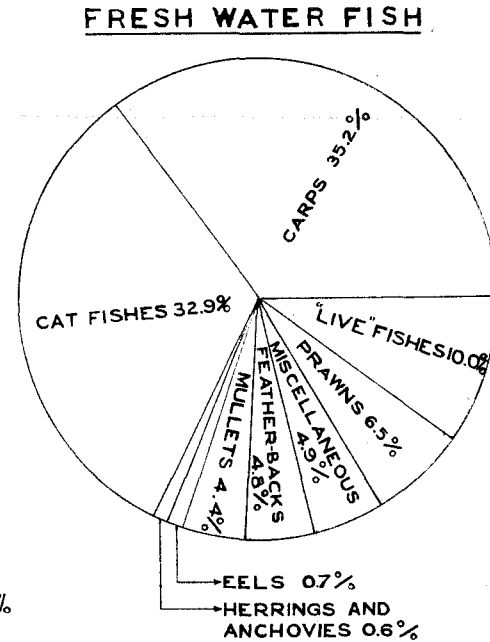 FRESH WATER FISH
CARPS 35.2%
CAT FISHES 32.9%
"LIVE" FISHES 10.0%
PRAWNS 6.5%
MISCELLANEOUS
4.9%
FEATHER-BACKS
4.8%
MULLETS 4.4%
EELS 0.7%
HERRINGS AND
ANCHOVIES 0.6%
%